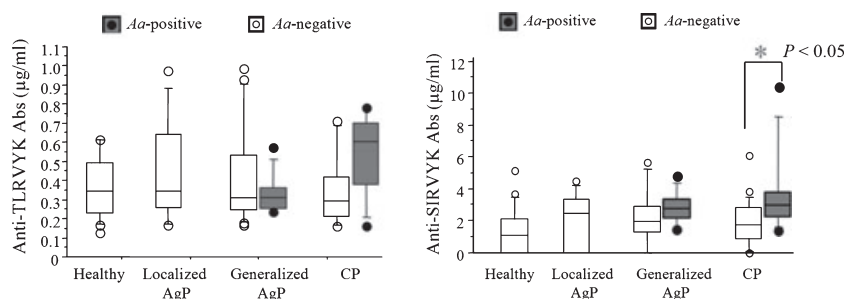 Aa-positive Aa-negative
Anti-TLRVYK Abs (µg/ml)
1.1
1.0
0.9
0.8
0.7
0.6
0.5
0.4
0.3
0.2
0.1
0
Healthy Localized AgP Generalized AgP CP
Aa-positive Aa-negative
* P < 0.05
Anti-SIRVYK Abs (µg/ml)
12
10
8
6
4
2
0
Healthy Localized AgP Generalized AgP CP